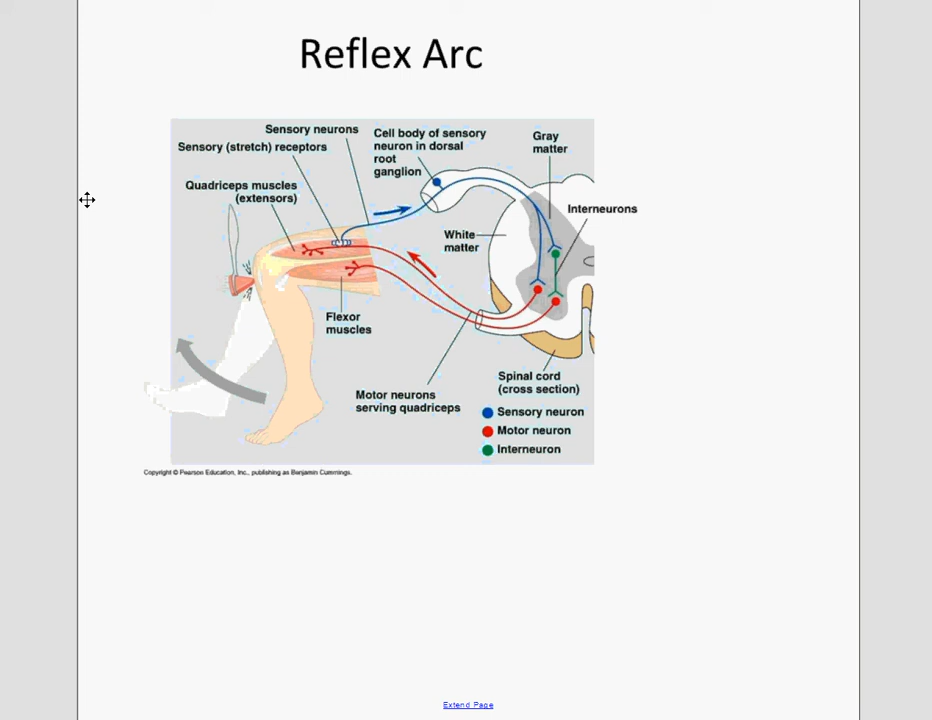 Reflex Arc
Sensory neurons
Sensory (stretch) receptors
Cell body of sensory
neuron in dorsal
root
ganglion
Gray
matter
Quadriceps muscles
(extensors)
Interneurons
White
matter
Flexor
muscles
Motor neurons
serving quadriceps
Spinal cord
(cross section)
Sensory neuron
Motor neuron
Interneuron
Copyright © Pearson Education, Inc., publishing as Benjamin Cummings.
Extend Page